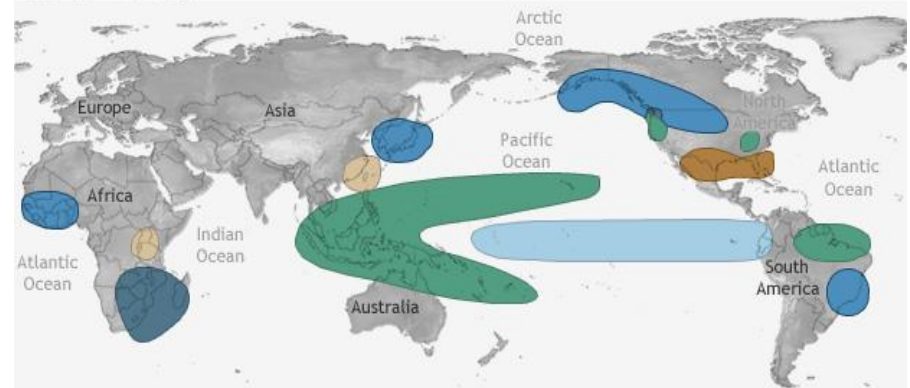 Arctic
Ocean
Europe
Asia
North
America
Pacific
Ocean
Atlantic
Ocean
Africa
Indian
Ocean
Atlantic
Ocean
South
America
Australia